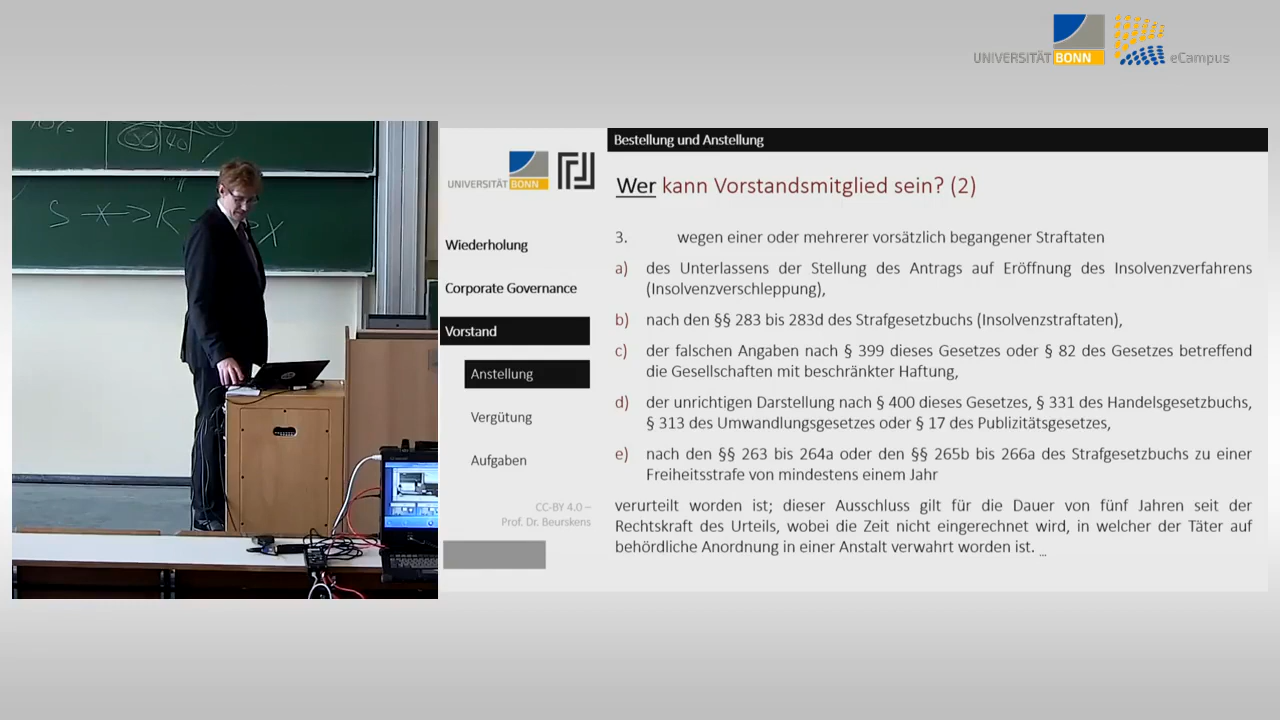 UNIVERSITÄT BONN eCampus
S X -> K X
UNIVERSITÄT BONN
Wiederholung
Corporate Governance
Vorstand
Anstellung
Vergütung
Aufgaben
CC-BY 4.0 –
Prof. Dr. Beurskens
Bestellung und Anstellung
Wer kann Vorstandsmitglied sein? (2)
3. wegen einer oder mehrerer vorsätzlich begangener Straftaten
a) des Unterlassens der Stellung des Antrags auf Eröffnung des Insolvenzverfahrens
(Insolvenzverschleppung),
b) nach den §§ 283 bis 283d des Strafgesetzbuchs (Insolvenzstraftaten),
c) der falschen Angaben nach § 399 dieses Gesetzes oder § 82 des Gesetzes betreffend
die Gesellschaften mit beschränkter Haftung,
d) der unrichtigen Darstellung nach § 400 dieses Gesetzes, § 331 des Handelsgesetzbuchs,
§ 313 des Umwandlungsgesetzes oder § 17 des Publizitätsgesetzes,
e) nach den §§ 263 bis 264a oder den §§ 265b bis 266a des Strafgesetzbuchs zu einer
Freiheitsstrafe von mindestens einem Jahr
verurteilt worden ist; dieser Ausschluss gilt für die Dauer von fünf Jahren seit der
Rechtskraft des Urteils, wobei die Zeit nicht eingerechnet wird, in welcher der Täter auf
behördliche Anordnung in einer Anstalt verwahrt worden ist. ...